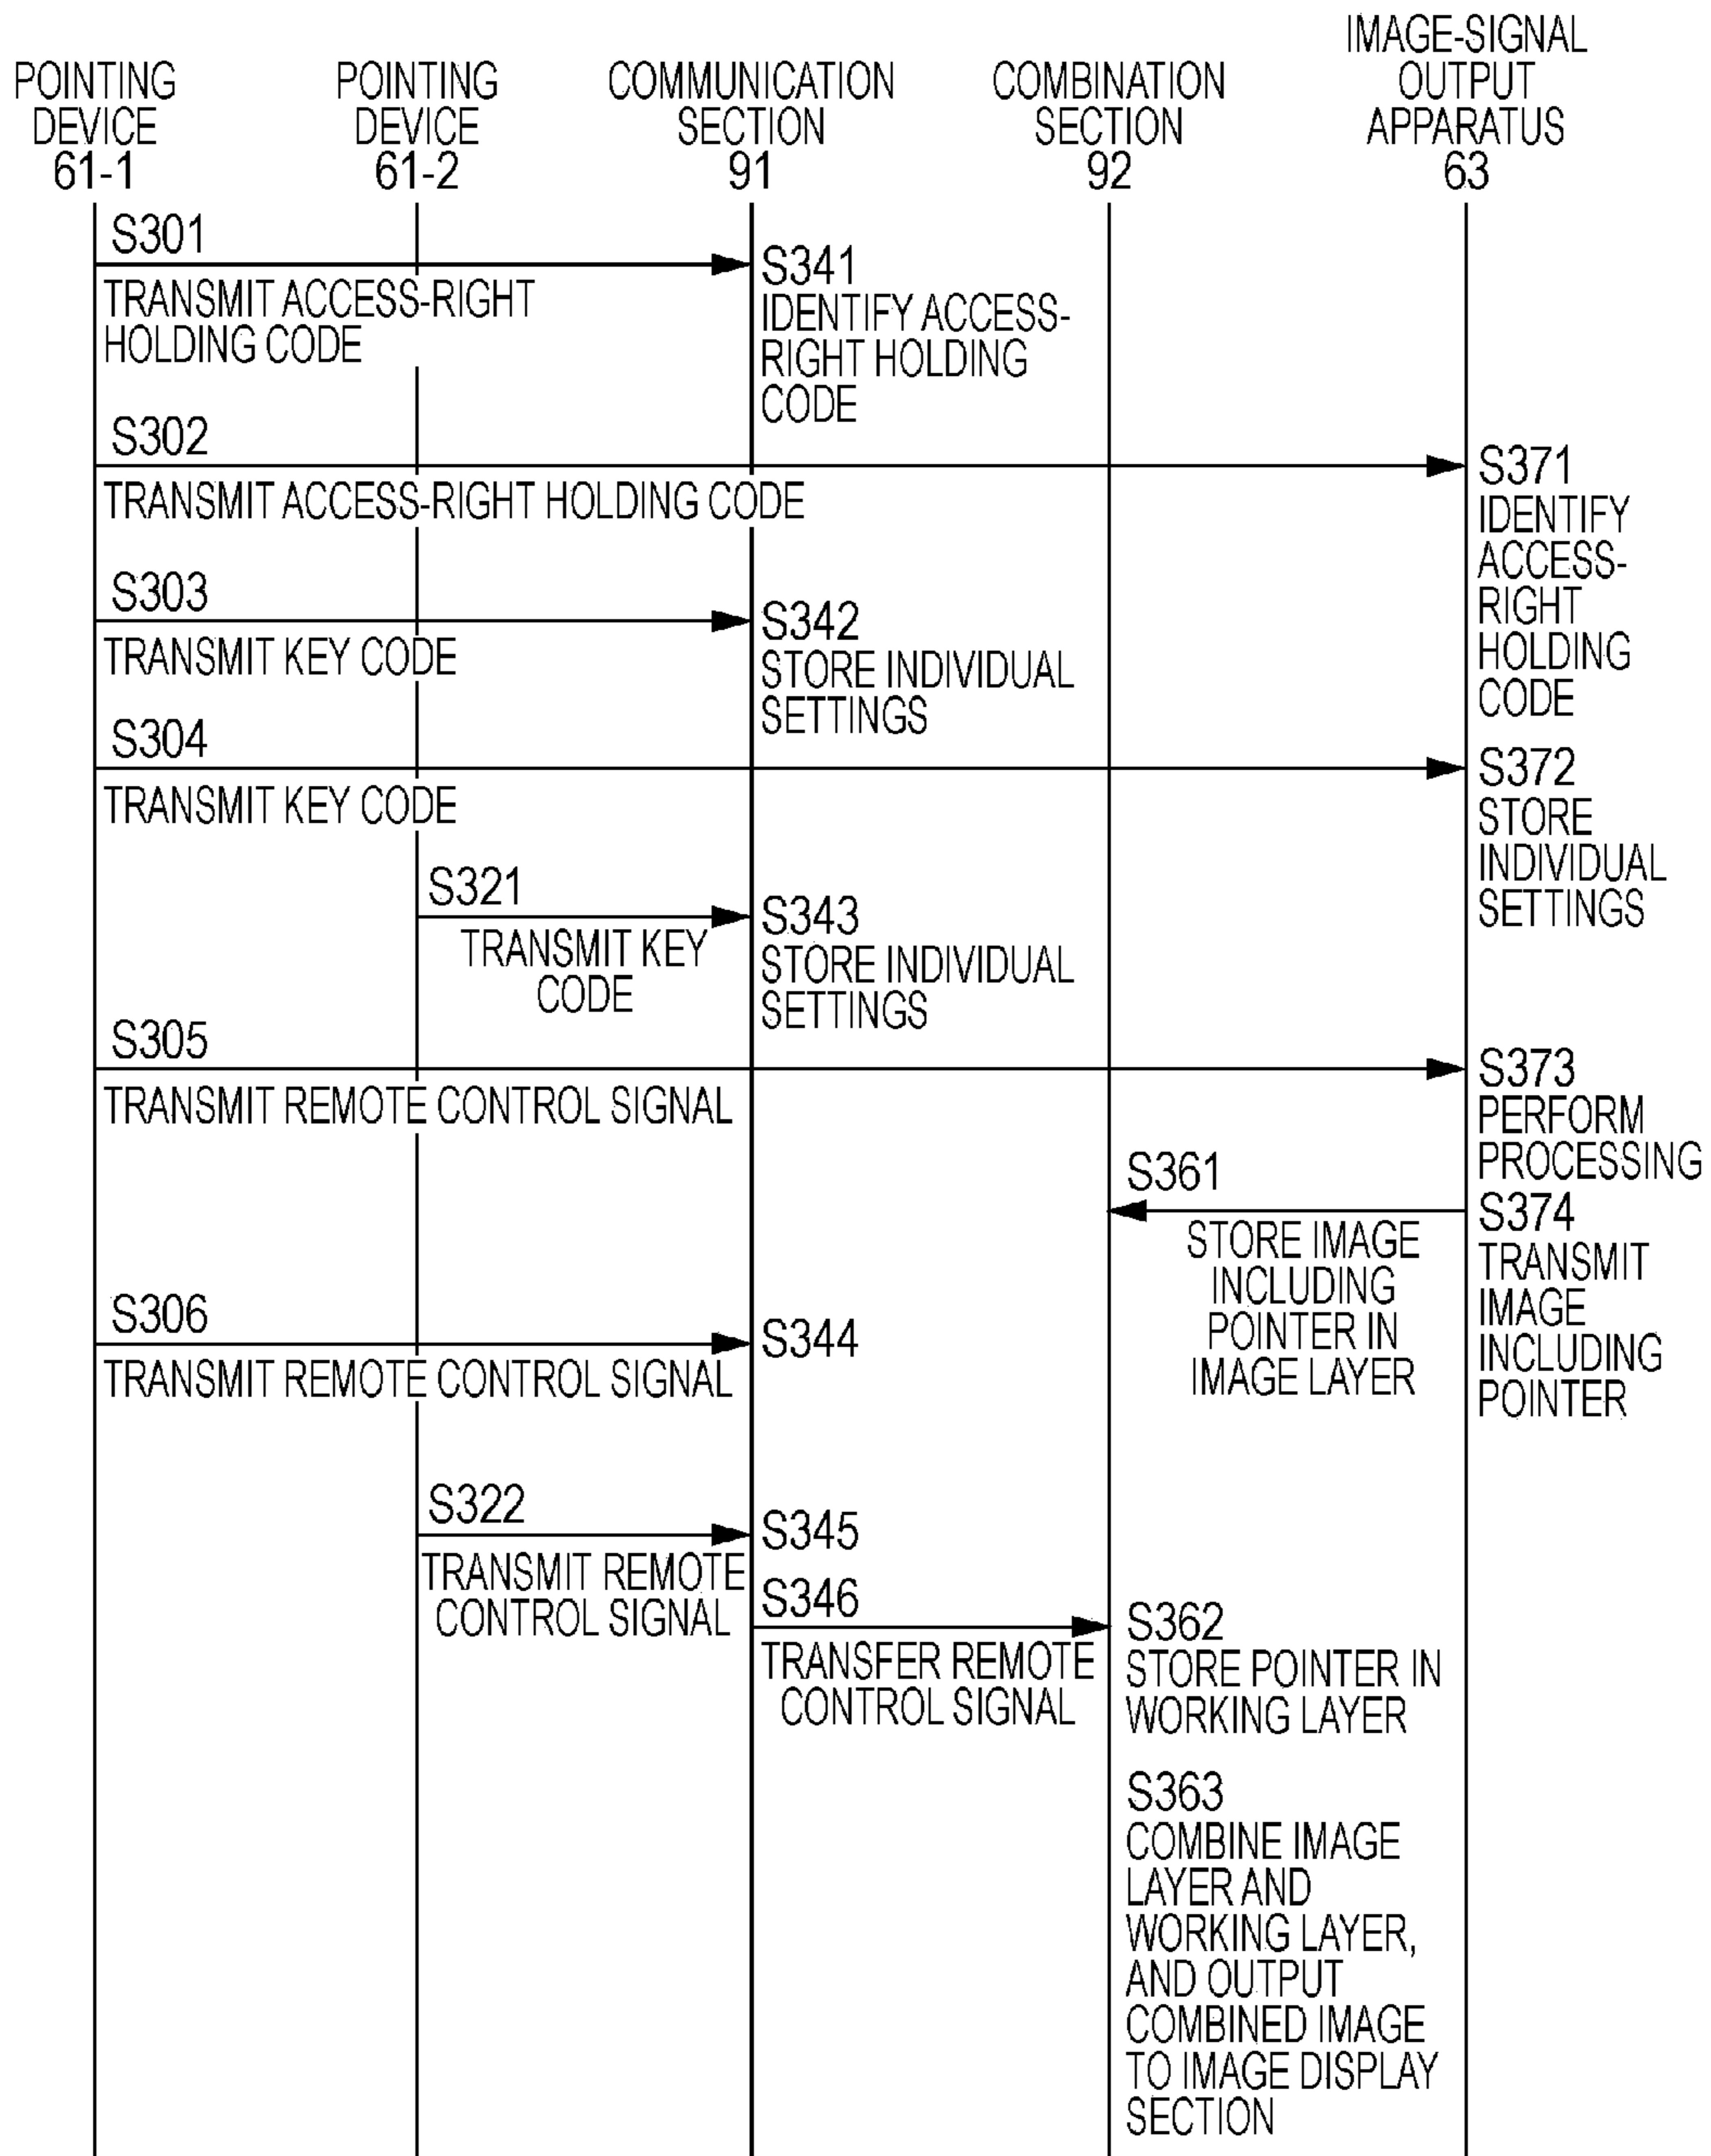 POINTING
DEVICE
61-1
POINTING
DEVICE
61-2
COMMUNICATION
SECTION
91
COMBINATION
SECTION
92
IMAGE-SIGNAL
OUTPUT
APPARATUS
63
S301
TRANSMIT ACCESS-RIGHT
HOLDING CODE
S341
IDENTIFY ACCESS-
RIGHT HOLDING
CODE
S302
TRANSMIT ACCESS-RIGHT HOLDING CODE
S371
IDENTIFY
ACCESS-
RIGHT
HOLDING
CODE
S303
TRANSMIT KEY CODE
S342
STORE INDIVIDUAL
SETTINGS
S304
TRANSMIT KEY CODE
S372
STORE
INDIVIDUAL
SETTINGS
S321
TRANSMIT KEY
CODE
S343
STORE INDIVIDUAL
SETTINGS
S305
TRANSMIT REMOTE CONTROL SIGNAL
S373
PERFORM
PROCESSING
S361
STORE IMAGE
INCLUDING
POINTER IN
IMAGE LAYER
S374
TRANSMIT
IMAGE
INCLUDING
POINTER
S306
TRANSMIT REMOTE CONTROL SIGNAL
S344
S322
TRANSMIT REMOTE
CONTROL SIGNAL
S345
S346
TRANSFER REMOTE
CONTROL SIGNAL
S362
STORE POINTER IN
WORKING LAYER
S363
COMBINE IMAGE
LAYER AND
WORKING LAYER,
AND OUTPUT
COMBINED IMAGE
TO IMAGE DISPLAY
SECTION